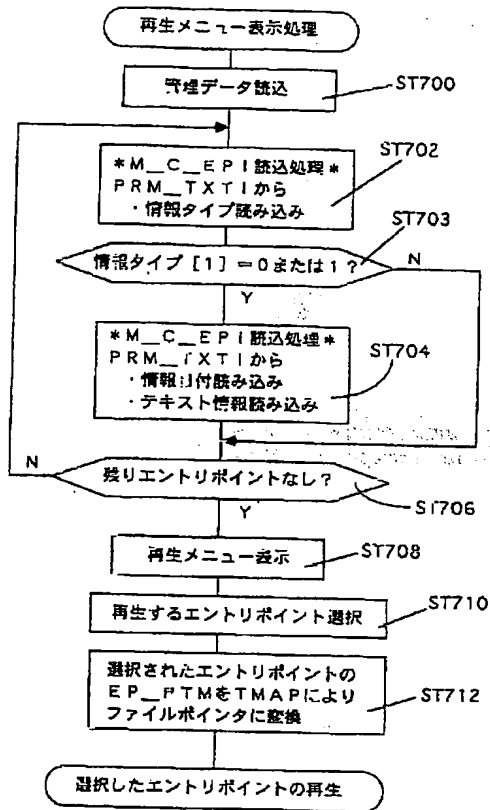 再生メニュー表示処理
管理データ読込
ST700
*M__C__EPI読込処理*
PRM__TXTIから
・情報タイプ読み込み
ST702
ST703
情報タイプ[1]=0または1?
N
Y
*M__C__EPI読込処理*
PRM__TXTIから
・情報日付読み込み
・テキスト情報読み込み
ST704
N
残りエントリポイントなし?
ST706
Y
再生メニュー表示
ST708
再生するエントリポイント選択
ST710
選択されたエントリポイントの
EP__PTMをTMAPにより
ファイルポインタに変換
ST712
選択したエントリポイントの再生